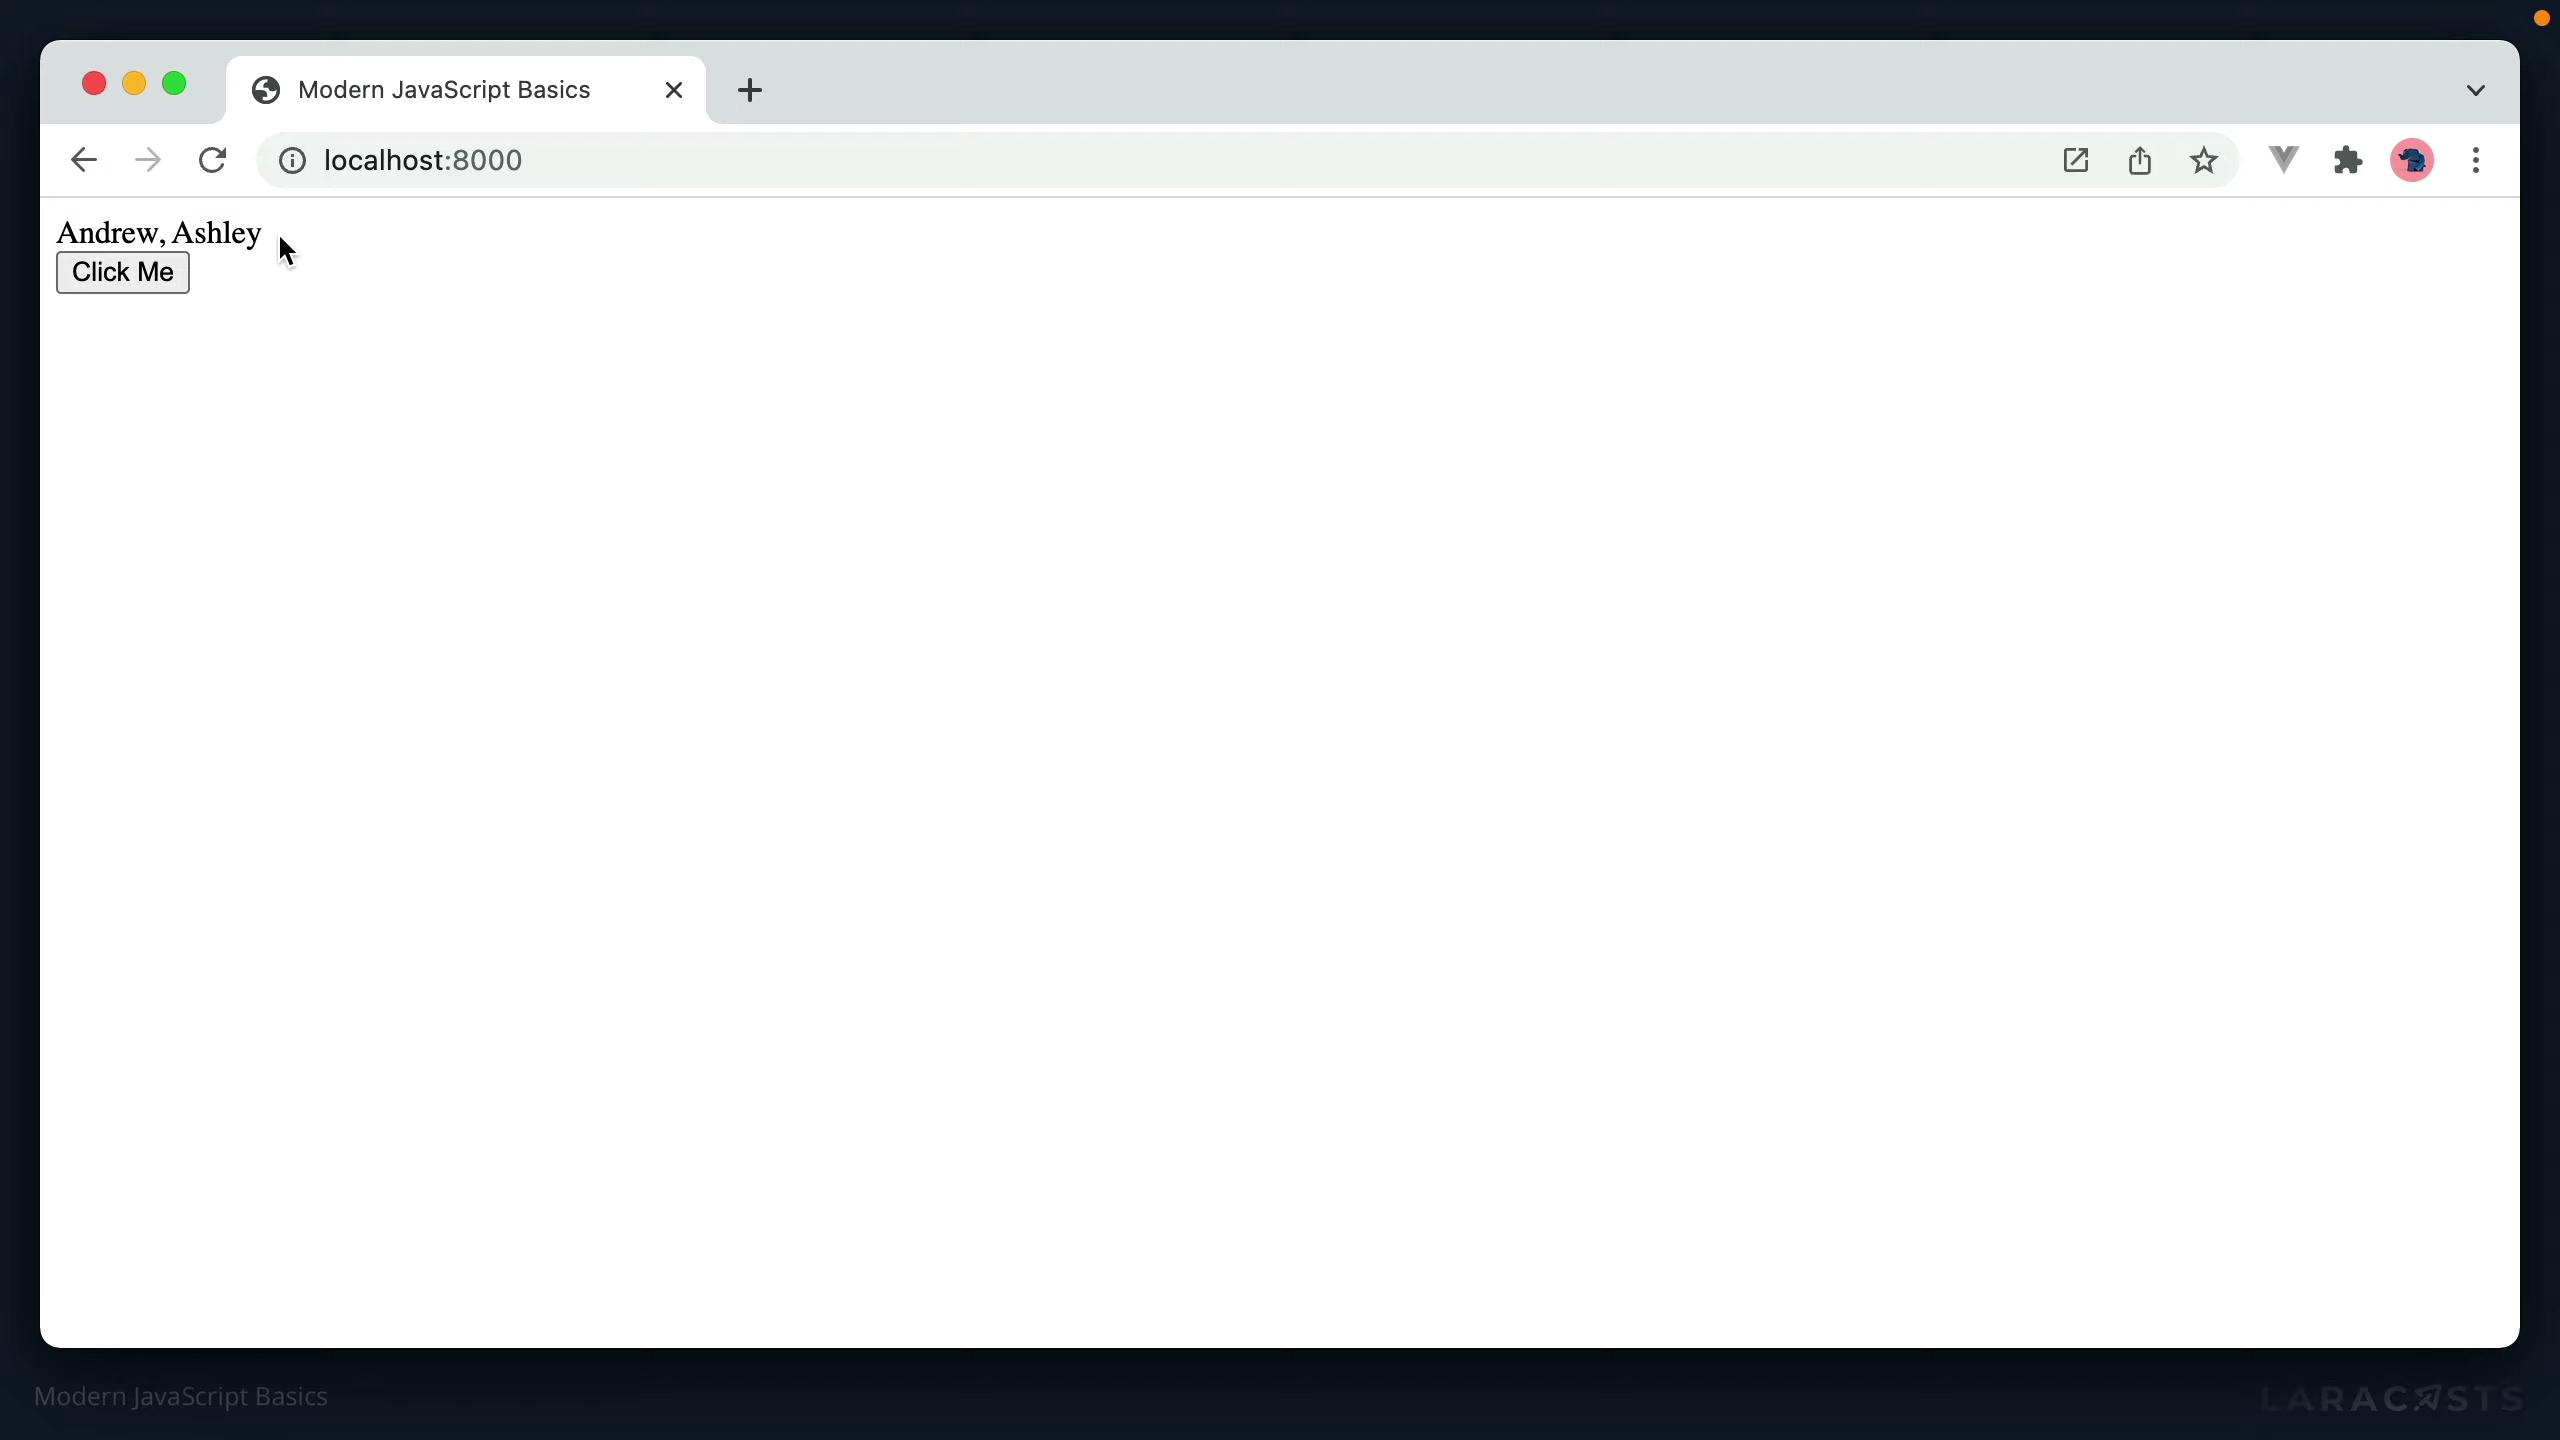 Modern JavaScript Basics
localhost:8000
Andrew, Ashley
Click Me
Modern JavaScript Basics
LARACASTS